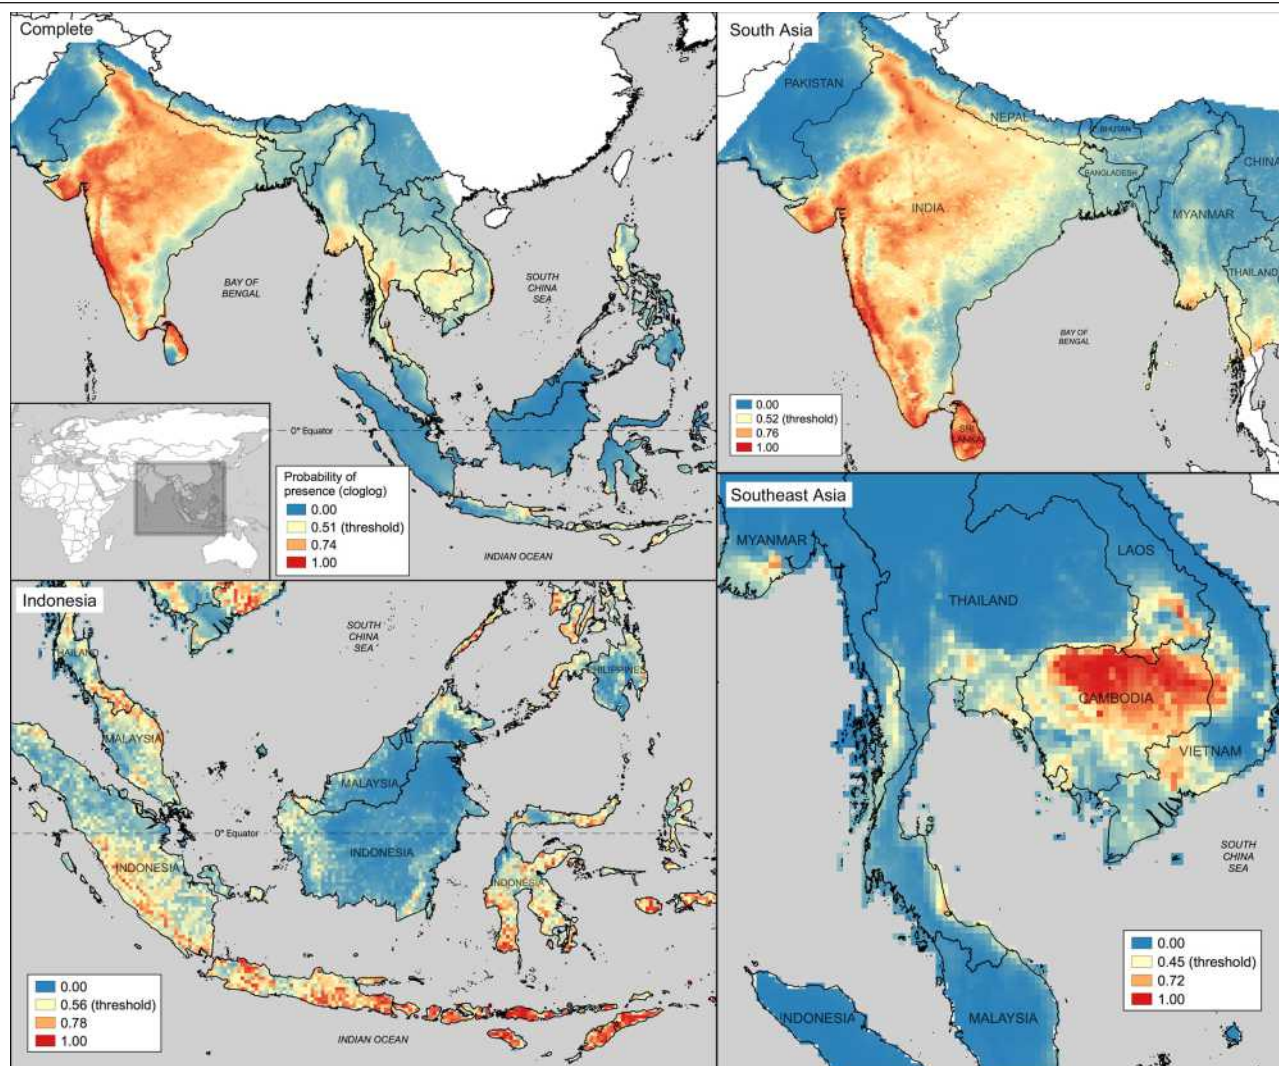 Complete
BAY OF
BENGAL
SOUTH
CHINA
SEA
0° Equator
INDIAN OCEAN
Probability of
presence (cloglog)
0.00
0.51 (threshold)
0.74
1.00
South Asia
PAKISTAN
NEPAL
BHUTAN
CHINA
BANGLADESH
INDIA
MYANMAR
THAILAND
BAY OF
BENGAL
SRI
LANKA
0.00
0.52 (threshold)
0.76
1.00
Indonesia
SOUTH
CHINA
SEA
THAILAND
PHILIPPINES
MALAYSIA
MALAYSIA
0° Equator
INDONESIA
INDONESIA
INDONESIA
INDIAN OCEAN
0.00
0.56 (threshold)
0.78
1.00
Southeast Asia
MYANMAR
LAOS
THAILAND
CAMBODIA
VIETNAM
SOUTH
CHINA
SEA
INDONESIA
MALAYSIA
0.00
0.45 (threshold)
0.72
1.00